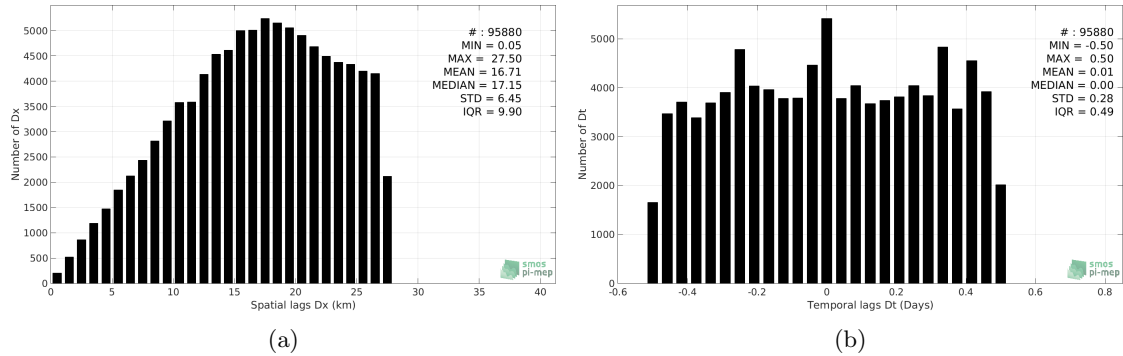 5000
4500
4000
3500
3000
2500
2000
1500
1000
500
0
Number of Dx
# : 95880
MIN = 0.05
MAX = 27.50
MEAN = 16.71
MEDIAN = 17.15
STD = 6.45
IQR = 9.90
smos
pi-mep
0 5 10 15 20 25 30 35 40
Spatial lags Dx (km)
(a)
5000
4000
3000
2000
1000
0
Number of Dt
# : 95880
MIN = -0.50
MAX = 0.50
MEAN = 0.01
MEDIAN = 0.00
STD = 0.28
IQR = 0.49
smos
pi-mep
-0.6 -0.4 -0.2 0 0.2 0.4 0.6 0.8
Temporal lags Dt (Days)
(b)